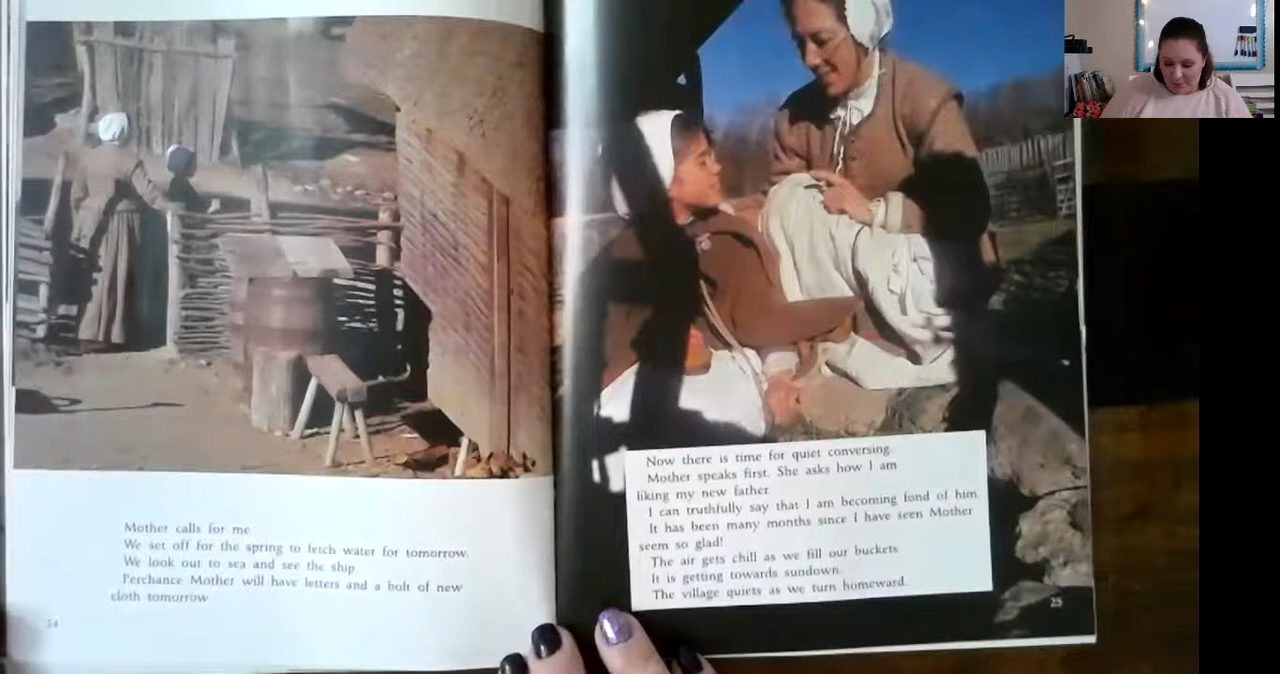 Mother calls for me
We set off for the spring to fetch water for tomorrow.
We look out to sea and see the ship
Perchance Mother will have letters and a bolt of new
cloth tomorrow
24
Now there is time for quiet conversing.
Mother speaks first. She asks how I am
liking my new father
I can truthfully say that I am becoming fond of him.
It has been many months since I have seen Mother
seem so glad!
The air gets chill as we fill our buckets
It is getting towards sundown.
The village quiets as we turn homeward.
25